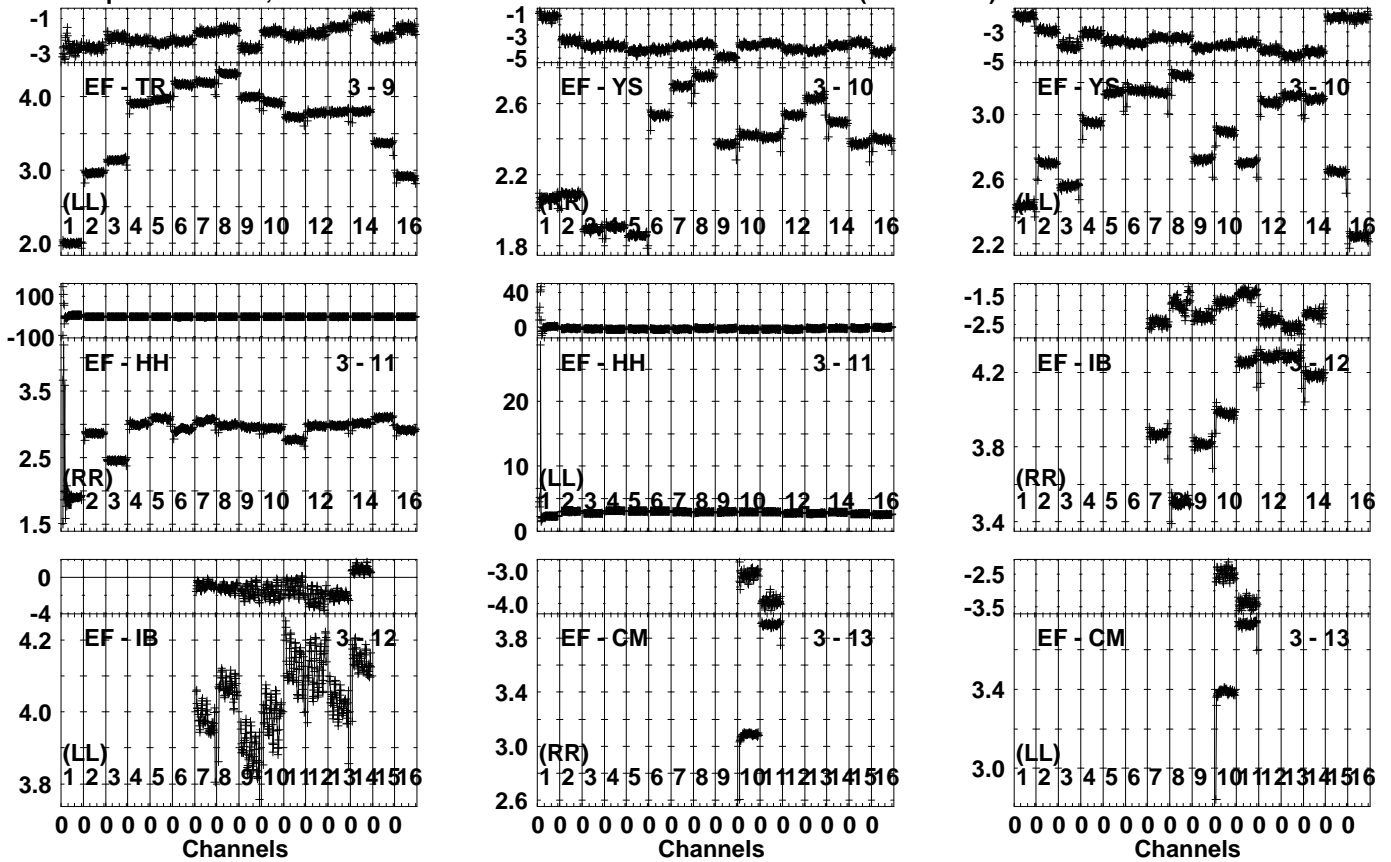 -1 -1 -1
-3 -3 -3
-5 -5
EF - TR 3 - 9 EF - YS 3 - 10 EF - YS 3 - 10
4.0 2.6 3.0
3.0 2.2 2.6
(LL) (RR) (LL)
1 2 3 4 5 6 7 8 9 10 11 12 14 16 1 2 3 4 5 6 7 8 9 10 11 12 14 16 1 2 3 4 5 6 7 8 9 10 11 12 14 16
2.0 1.8 2.2
100 40 -1.5
-100 0 -2.5
EF - HH 3 - 11 EF - HH 3 - 11 EF - IB 3 - 12
3.5 20 4.2
2.5 10 3.8
(RR) (LL) (RR)
1 2 3 4 5 6 7 8 9 10 11 12 14 16 1 2 3 4 5 6 7 8 9 10 11 12 14 16 1 2 3 4 5 6 7 8 9 10 11 12 14 16
1.5 0 3.4
0 -3.0 -2.5
-4 -4.0 -3.5
EF - IB 3 - 12 EF - CM 3 - 13 EF - CM 3 - 13
4.2 3.8
4.0 3.4 3.4
(LL) (RR) (LL)
3.8 3.0 3.0
1 2 3 4 5 6 7 8 9 10 11 12 13 14 15 16 1 2 3 4 5 6 7 8 9 10 11 12 13 14 15 16 1 2 3 4 5 6 7 8 9 10 11 12 13 14 15 16
2.6
0 0 0 0 0 0 0 0 0 0 0 0 0 0 0 0 0 0 0 0 0 0 0 0 0 0 0 0 0 0 0 0 0 0 0 0 0 0 0 0 0 0 0 0 0 0 0 0
Channels Channels Channels